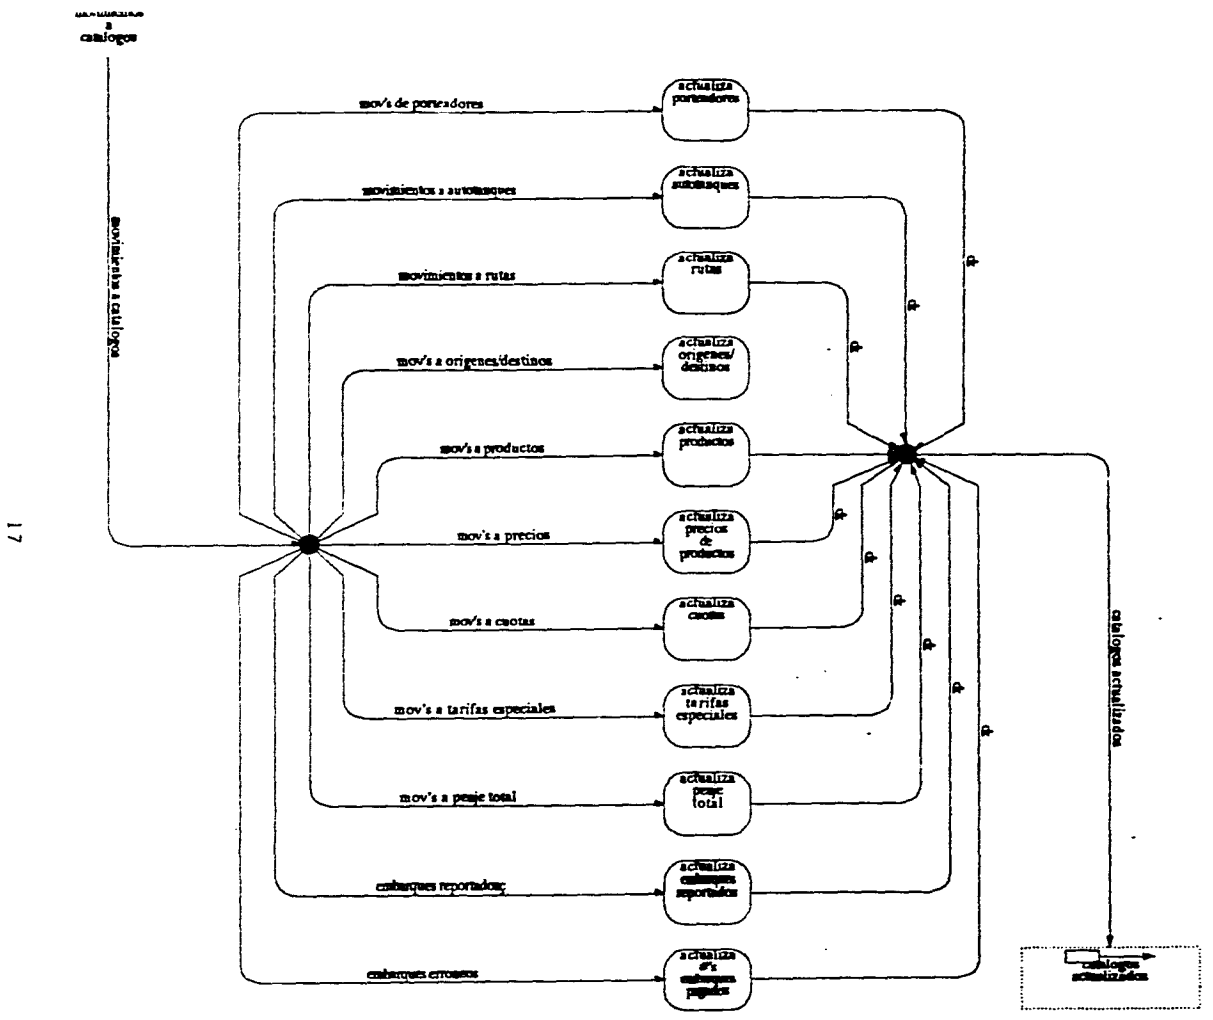 a
catalogos
movimientos a catalogos
17
mov's de porteadores
movimientos a autotanques
movimientos a rutas
mov's a origenes/destinos
mov's a productos
mov's a precios
mov's a cuotas
mov's a tarifas especiales
mov's a peaje total
embarques reportados
embarques erroneos
actualiza
porteadores
actualiza
autotanques
actualiza
rutas
actualiza
origenes/
destinos
actualiza
productos
actualiza
precios
de
productos
actualiza
cuotas
actualiza
tarifas
especiales
actualiza
peaje
total
actualiza
embarques
reportados
actualiza
#'s
embarques
pagados
catalogos actualizados
catalogos
actualizados